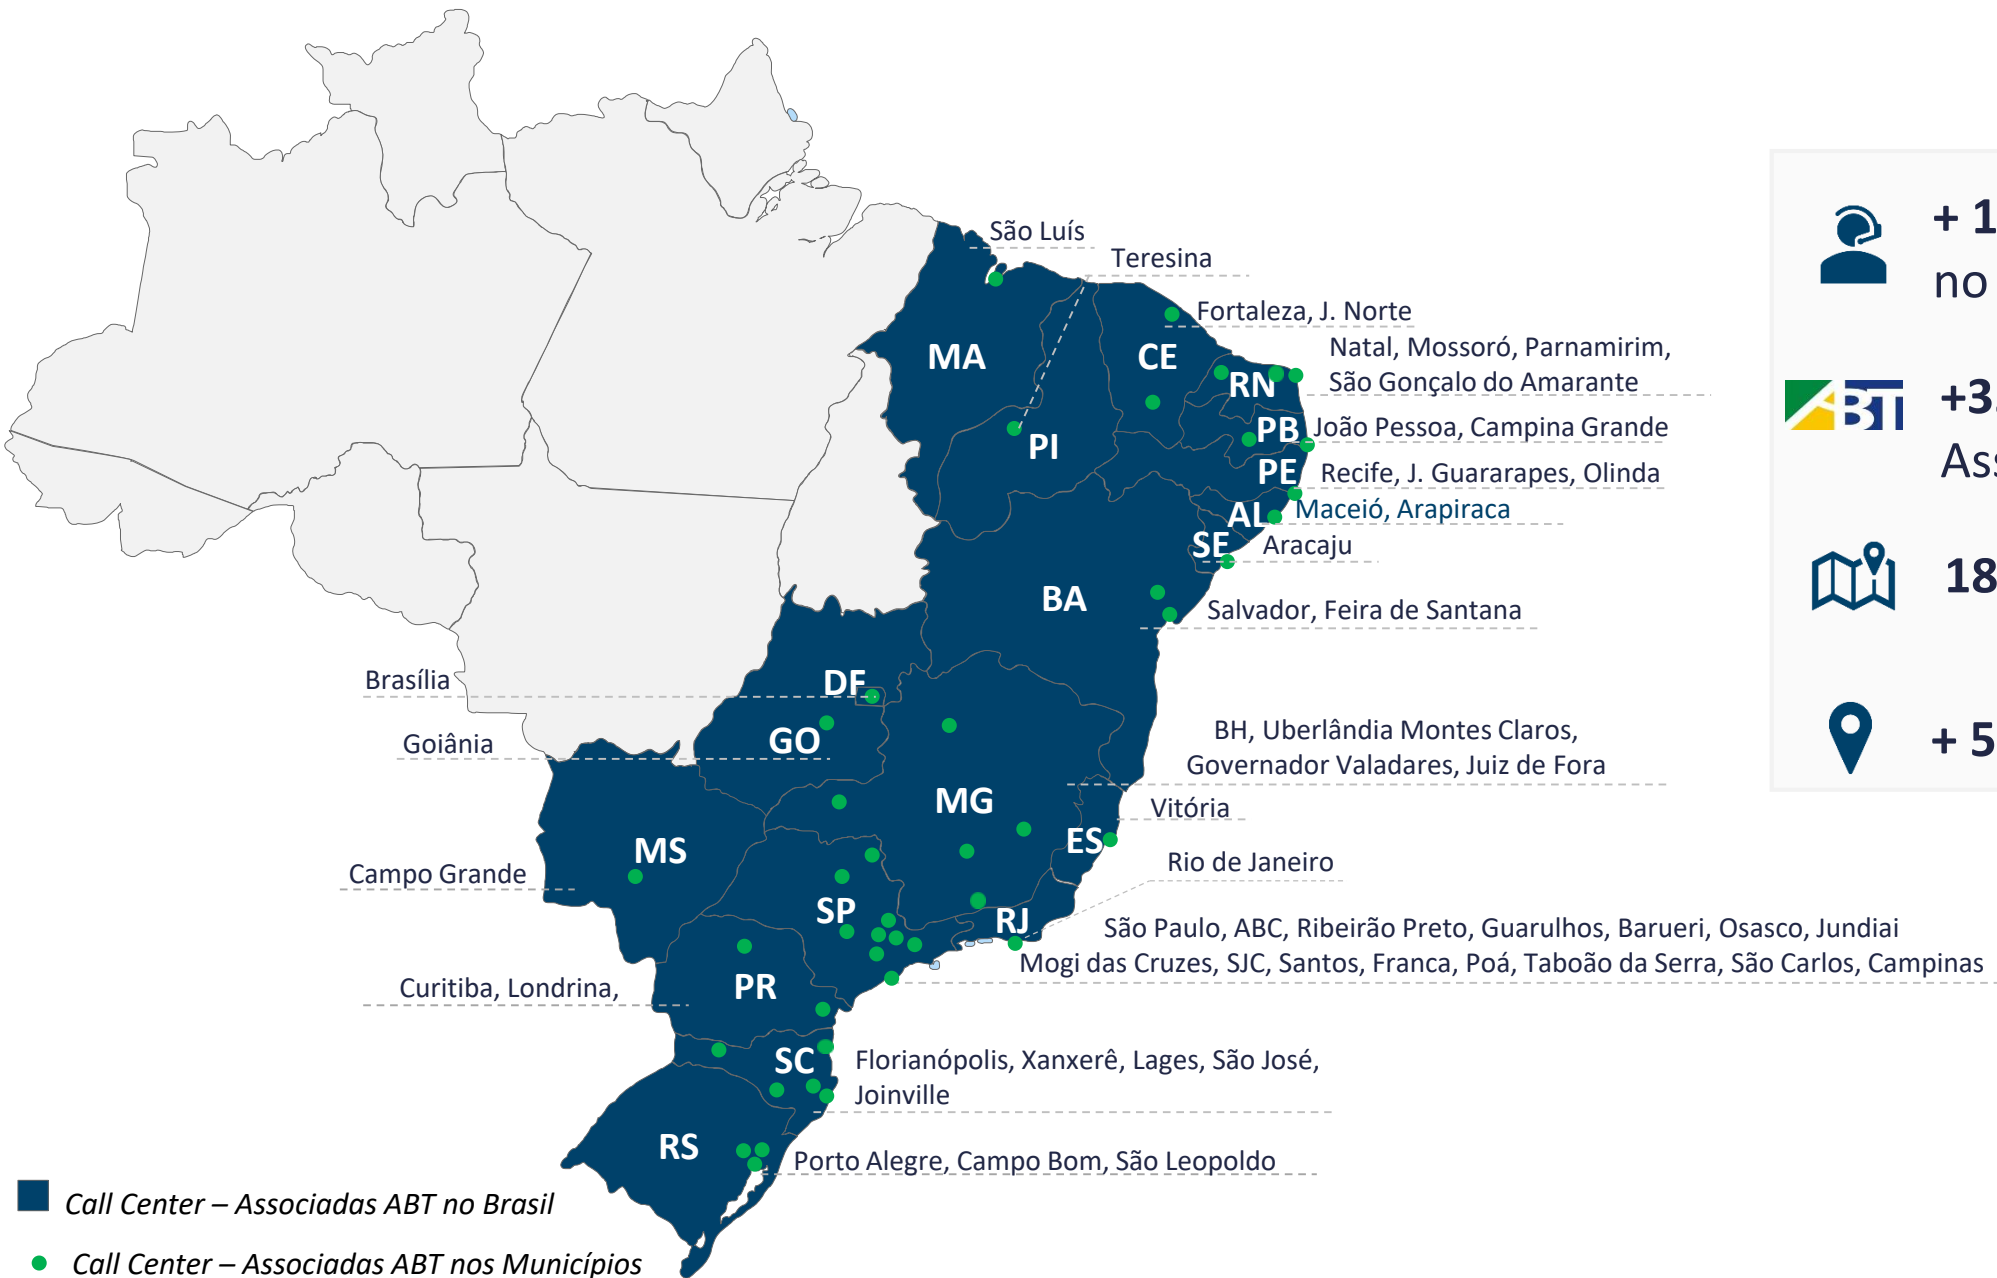 São Luís
Teresina
Fortaleza, J. Norte
Natal, Mossoró, Parnamirim,
São Gonçalo do Amarante
João Pessoa, Campina Grande
Recife, J. Guararapes, Olinda
Maceió, Arapiraca
Aracaju
Salvador, Feira de Santana
MA
PI
CE
RN
PB
PE
AL
SE
BA
Brasília
DF
Goiânia
GO
BH, Uberlândia Montes Claros,
Governador Valadares, Juiz de Fora
MG
Vitória
ES
Campo Grande
MS
Rio de Janeiro
RJ
SP
São Paulo, ABC, Ribeirão Preto, Guarulhos, Barueri, Osasco, Jundiai
Mogi das Cruzes, SJC, Santos, Franca, Poá, Taboão da Serra, São Carlos, Campinas
Curitiba, Londrina,
PR
SC
Florianópolis, Xanxerê, Lages, São José,
Joinville
RS
Porto Alegre, Campo Bom, São Leopoldo
Call Center – Associadas ABT no Brasil
Call Center – Associadas ABT nos Municípios
+ 1
no
ABT
+3.
Ass
18
+ 5